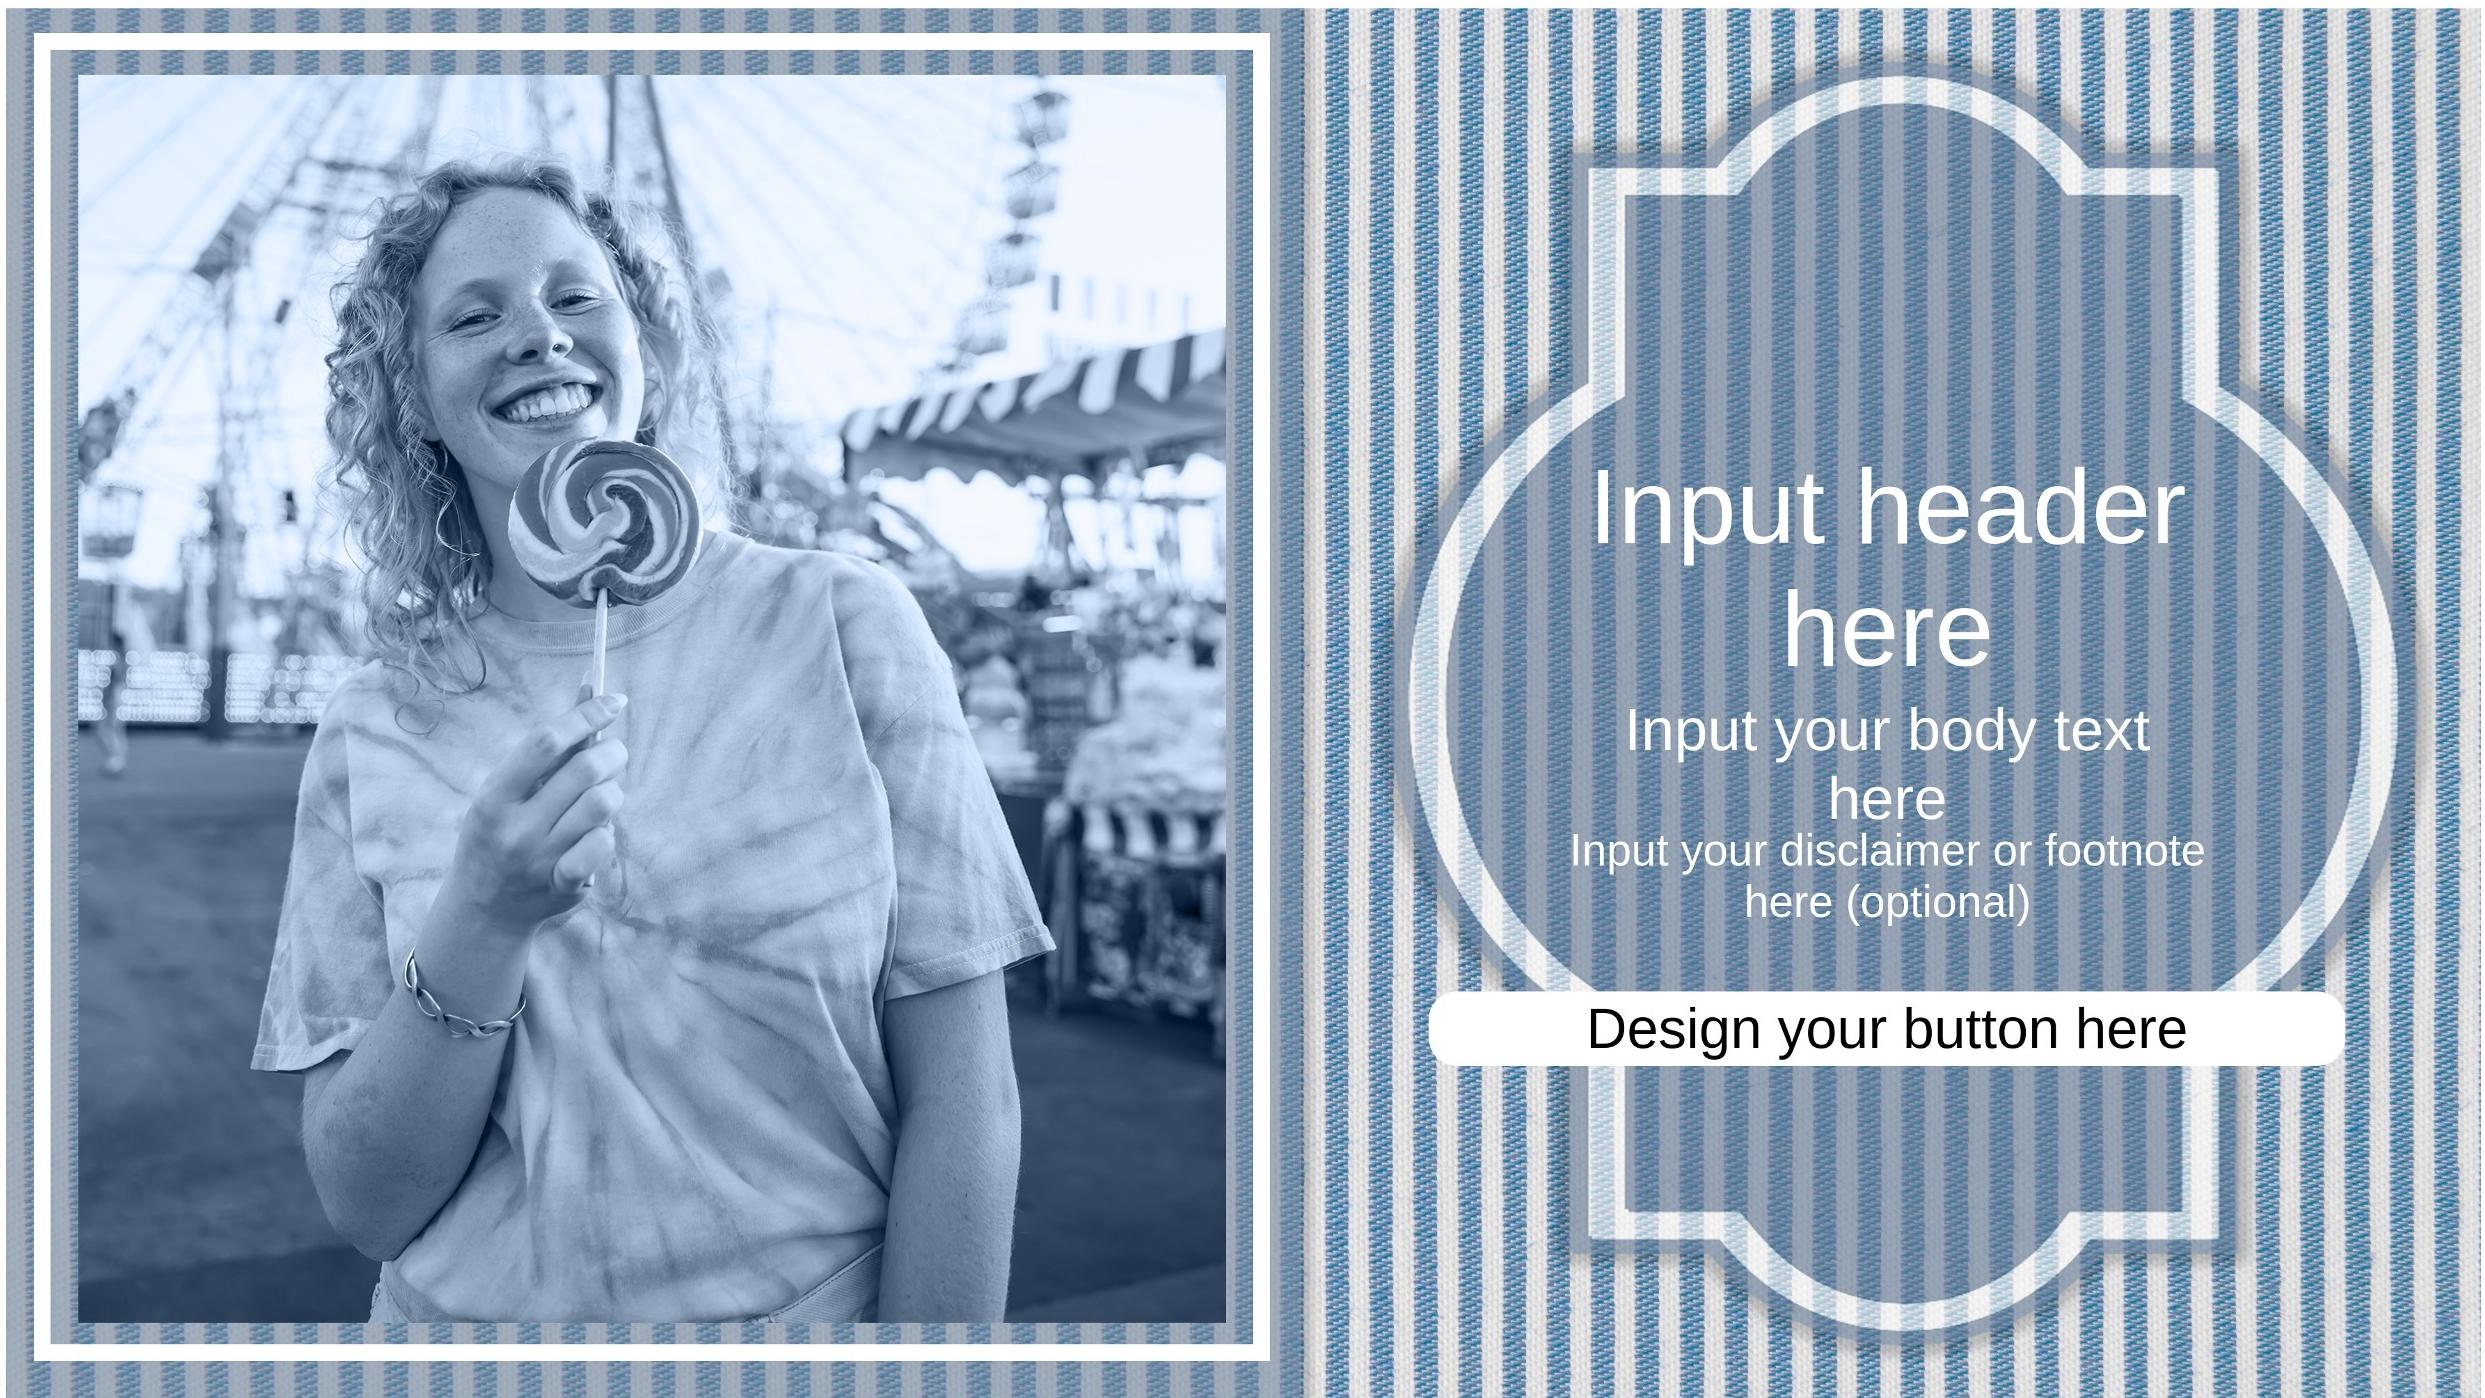 Input header
here
Input your body text
here
Input your disclaimer or footnote
here (optional)
Design your button here